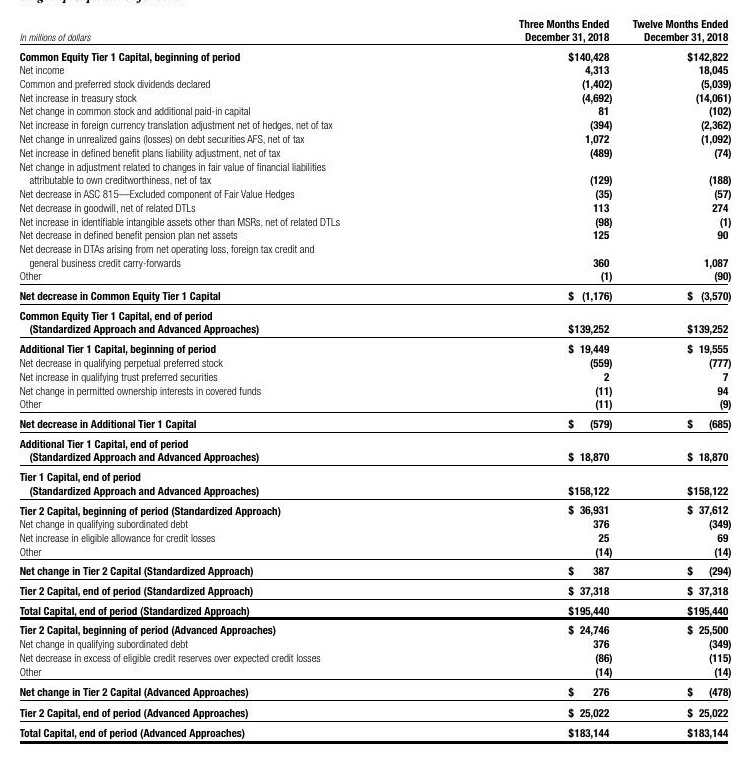 Three Months Ended Twelve Months Ended
In millions of dollars December 31, 2018 December 31, 2018
Common Equity Tier 1 Capital, beginning of period $140,428 $142,822
Net income 4,313 18,045
Common and preferred stock dividends declared (1,402) (5,039)
Net increase in treasury stock (4,692) (14,061)
Net change in common stock and additional paid-in capital 81 (102)
Net increase in foreign currency translation adjustment net of hedges, net of tax (394) (2,362)
Net change in unrealized gains (losses) on debt securities AFS, net of tax 1,072 (1,092)
Net increase in defined benefit plans liability adjustment, net of tax (489) (74)
Net change in adjustment related to changes in fair value of financial liabilities
attributable to own creditworthiness, net of tax (129) (188)
Net decrease in ASC 815—Excluded component of Fair Value Hedges (35) (57)
Net decrease in goodwill, net of related DTLs 113 274
Net increase in identifiable intangible assets other than MSRs, net of related DTLs (98) (1)
Net decrease in defined benefit pension plan net assets 125 90
Net decrease in DTAs arising from net operating loss, foreign tax credit and
general business credit carry-forwards 360 1,087
Other (1) (90)
Net decrease in Common Equity Tier 1 Capital $ (1,176) $ (3,570)
Common Equity Tier 1 Capital, end of period
(Standardized Approach and Advanced Approaches) $139,252 $139,252
Additional Tier 1 Capital, beginning of period $ 19,449 $ 19,555
Net decrease in qualifying perpetual preferred stock (559) (777)
Net increase in qualifying trust preferred securities 2 7
Net change in permitted ownership interests in covered funds (11) 94
Other (11) (9)
Net decrease in Additional Tier 1 Capital $ (579) $ (685)
Additional Tier 1 Capital, end of period
(Standardized Approach and Advanced Approaches) $ 18,870 $ 18,870
Tier 1 Capital, end of period
(Standardized Approach and Advanced Approaches) $158,122 $158,122
Tier 2 Capital, beginning of period (Standardized Approach) $ 36,931 $ 37,612
Net change in qualifying subordinated debt 376 (349)
Net increase in eligible allowance for credit losses 25 69
Other (14) (14)
Net change in Tier 2 Capital (Standardized Approach) $ 387 $ (294)
Tier 2 Capital, end of period (Standardized Approach) $ 37,318 $ 37,318
Total Capital, end of period (Standardized Approach) $195,440 $195,440
Tier 2 Capital, beginning of period (Advanced Approaches) $ 24,746 $ 25,500
Net change in qualifying subordinated debt 376 (349)
Net decrease in excess of eligible credit reserves over expected credit losses (86) (115)
Other (14) (14)
Net change in Tier 2 Capital (Advanced Approaches) $ 276 $ (478)
Tier 2 Capital, end of period (Advanced Approaches) $ 25,022 $ 25,022
Total Capital, end of period (Advanced Approaches) $183,144 $183,144